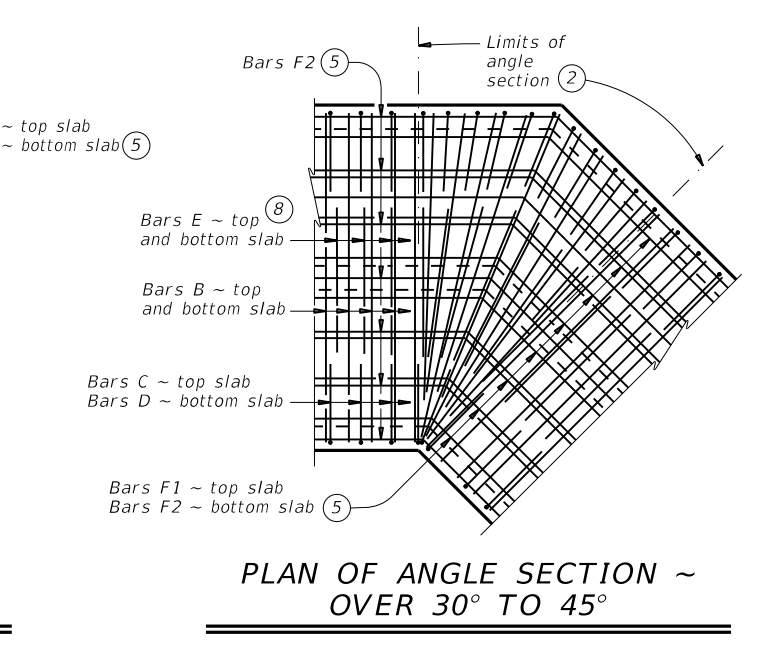 Limits of
angle
section 2
Bars F2 5
~ top slab
~ bottom slab 5
8
Bars E ~ top
and bottom slab
Bars B ~ top
and bottom slab
Bars C ~ top slab
Bars D ~ bottom slab
Bars F1 ~ top slab
Bars F2 ~ bottom slab 5
PLAN OF ANGLE SECTION ~
OVER 30° TO 45°